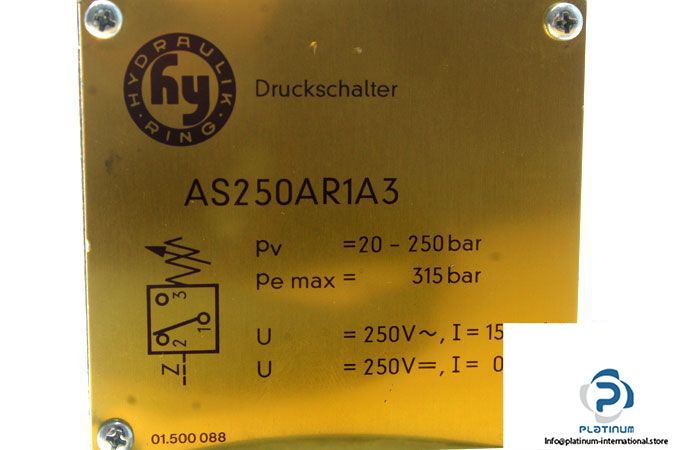 HYDRAULIK RING
hy
Druckschalter
AS250AR1A3
pv = 20 - 250 bar
pe max = 315 bar
3
2 1
Z
U = 250V~, I = 15
U = 250V⎓, I = 0
01.500 088
PLATINUM
Info@platinum-international.store